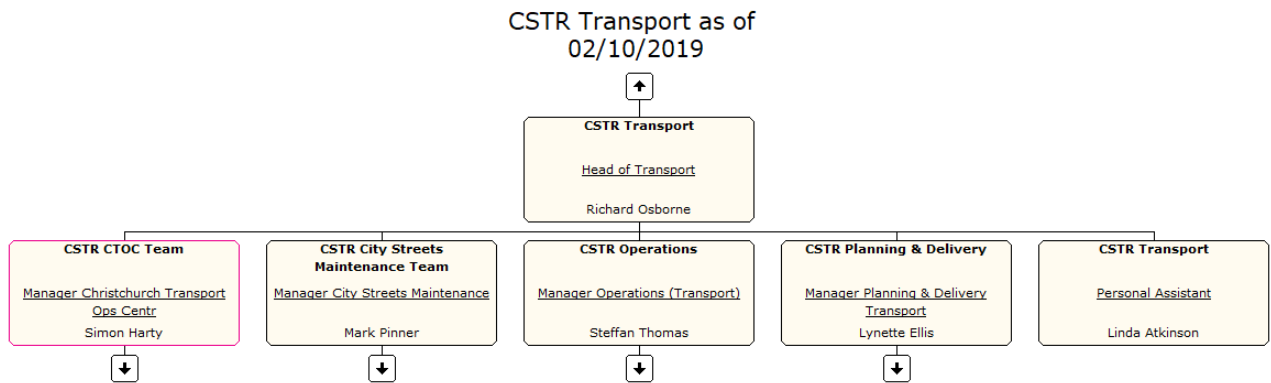 CSTR Transport as of
02/10/2019
CSTR Transport
Head of Transport
Richard Osborne
CSTR CTOC Team
Manager Christchurch Transport
Ops Centr
Simon Harty
CSTR City Streets
Maintenance Team
Manager City Streets Maintenance
Mark Pinner
CSTR Operations
Manager Operations (Transport)
Steffan Thomas
CSTR Planning & Delivery
Manager Planning & Delivery
Transport
Lynette Ellis
CSTR Transport
Personal Assistant
Linda Atkinson